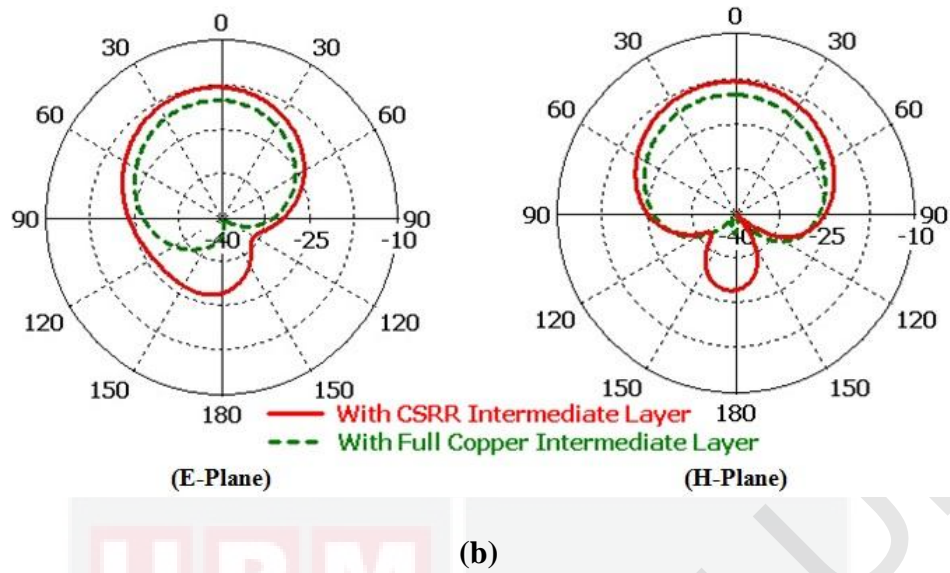 0
30 30
60 60
90 90
-40 -25 -10
120 120
150 150
180
0
30 30
60 60
90 90
-40 -25 -10
120 120
150 150
180
With CSRR Intermediate Layer
With Full Copper Intermediate Layer
(E-Plane) (H-Plane)
(b)
UPM